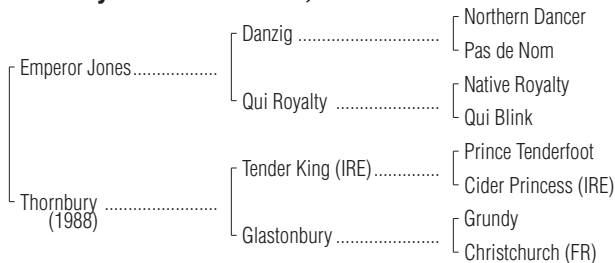 Northern Dancer
Danzig ..............................
Pas de Nom
Emperor Jones..................
Native Royalty
Qui Royalty ......................
Qui Blink
Prince Tenderfoot
Tender King (IRE)..............
Cider Princess (IRE)
Thornbury ........................
(1988)
Grundy
Glastonbury ......................
Christchurch (FR)